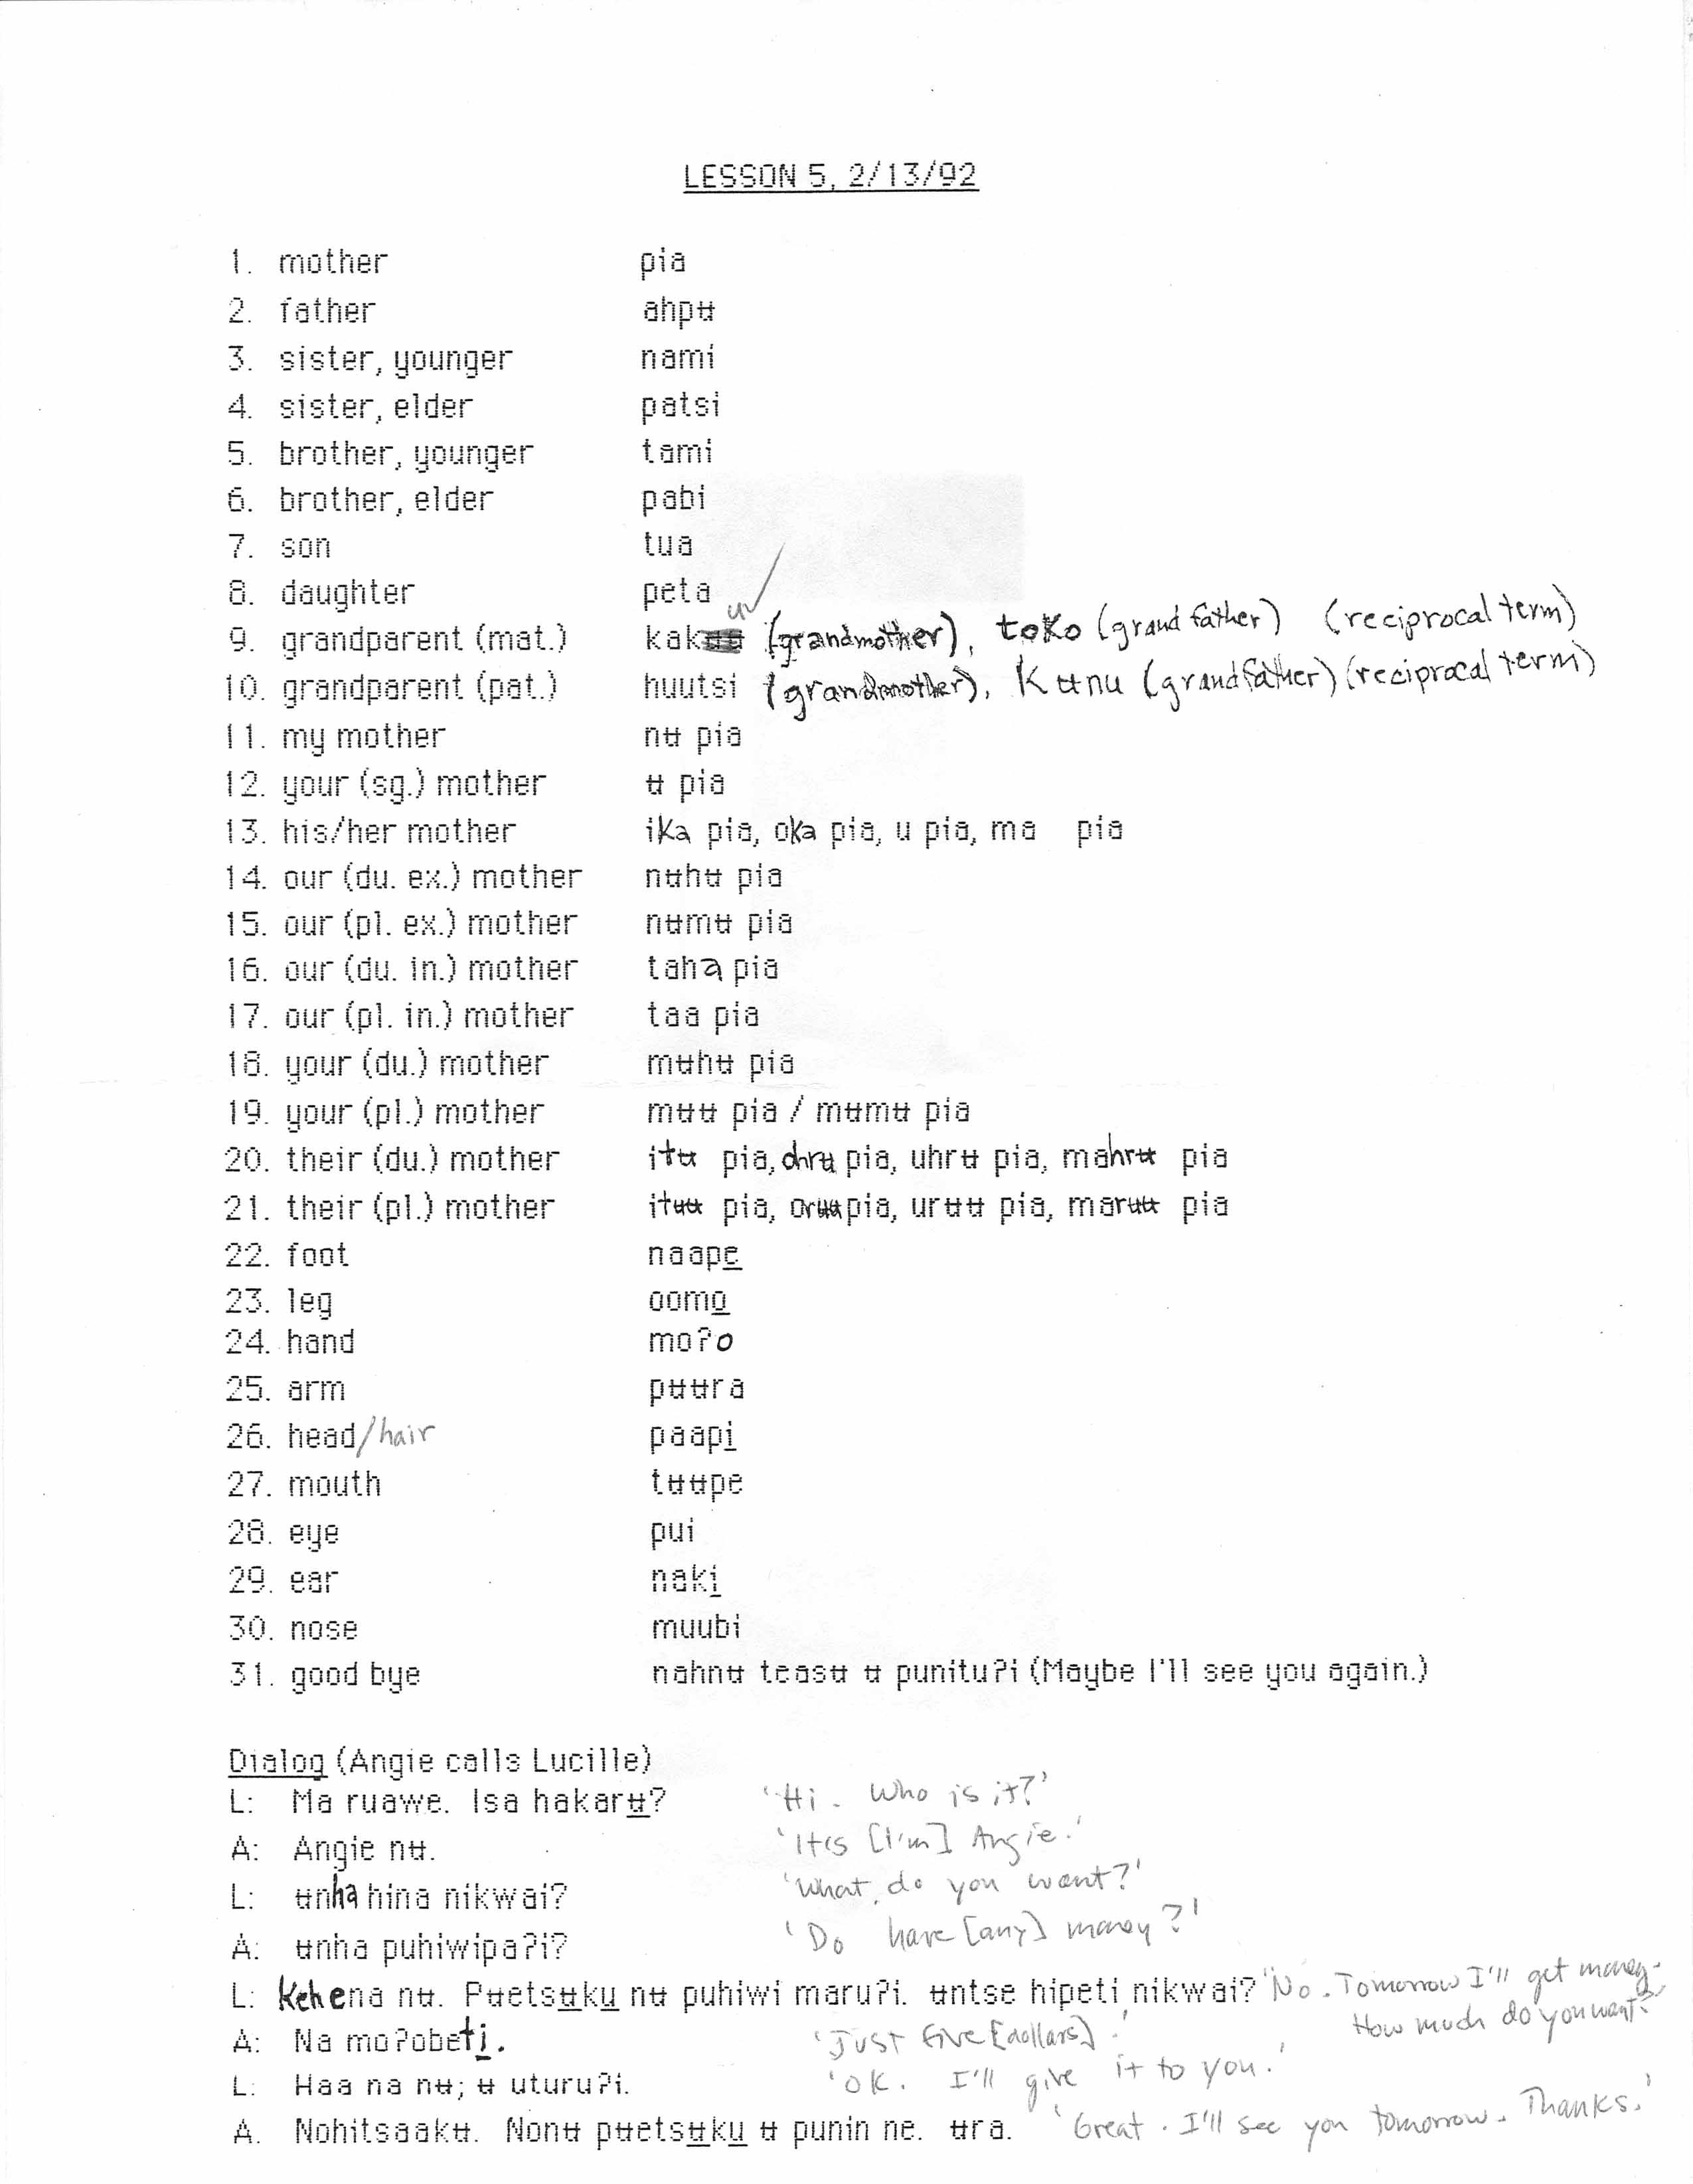 LESSON 5, 2/13/92
1. mother pia
2. father ahpʉ
3. sister, younger nami
4. sister, elder patsi
5. brother, younger tami
6. brother, elder pabi
7. son tua
8. daughter peta
9. grandparent (mat.) kaku (grandmother), toko (grandfather) (reciprocal term)
10. grandparent (pat.) huutsi (grandmother), Kʉnu (grandfather) (reciprocal term)
11. my mother nʉ pia
12. your (sg.) mother ʉ pia
13. his/her mother ika pia, oka pia, u pia, ma pia
14. our (du. ex.) mother nʉhʉ pia
15. our (pl. ex.) mother nʉmʉ pia
16. our (du. in.) mother taha pia
17. our (pl. in.) mother taa pia
18. your (du.) mother mʉhʉ pia
19. your (pl.) mother mʉʉ pia / mʉmʉ pia
20. their (du.) mother itʉ pia, ohrʉ pia, uhrʉ pia, mahrʉ pia
21. their (pl.) mother itʉʉ pia, orʉʉ pia, urʉʉ pia, marʉʉ pia
22. foot naape̲
23. leg oomo̲
24. hand moʔo
25. arm pʉʉra
26. head/hair paapi̲
27. mouth tʉʉpe
28. eye pui
29. ear naki̲
30. nose muubi
31. good bye nahnʉ teasʉ ʉ punituʔi (Maybe I'll see you again.)
Dialog (Angie calls Lucille)
L: Ma ruawe. Isa hakarʉ̲? 'Hi. Who is it?'
A: Angie nʉ. 'It's [I'm] Angie.'
L: ʉnha hina nikwai? 'What do you want?'
A: ʉnha puhiwipaʔi? 'Do have [any] money?'
L: Kehena nʉ. Pʉetsʉ̲ku̲ nʉ puhiwi maruʔi. ʉntse hipeti nikwai? 'No. Tomorrow I'll get money.
How much do you want?'
A: Na moʔobeti̲. 'Just five [dollars].'
L: Haa na nʉ; ʉ uturuʔi. 'OK. I'll give it to you.'
A. Nohitsaakʉ. Nonʉ pʉetsʉ̲ku̲ ʉ punin ne. ʉra. 'Great. I'll see you tomorrow. Thanks.'